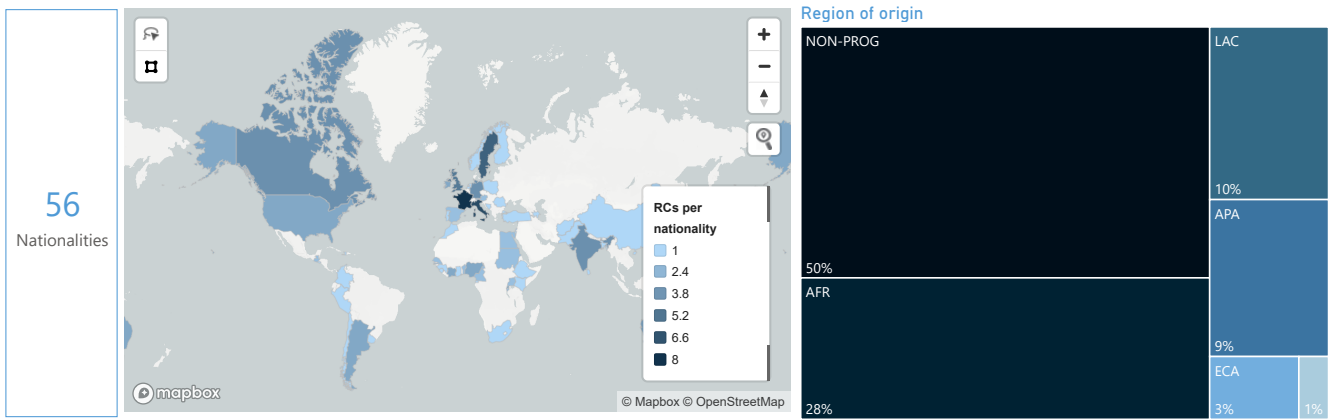 56
Nationalities
RCs per
nationality
1
2.4
3.8
5.2
6.6
8
mapbox
© Mapbox © OpenStreetMap
Region of origin
NON-PROG
50%
AFR
28%
LAC
10%
APA
9%
ECA
3%
1%